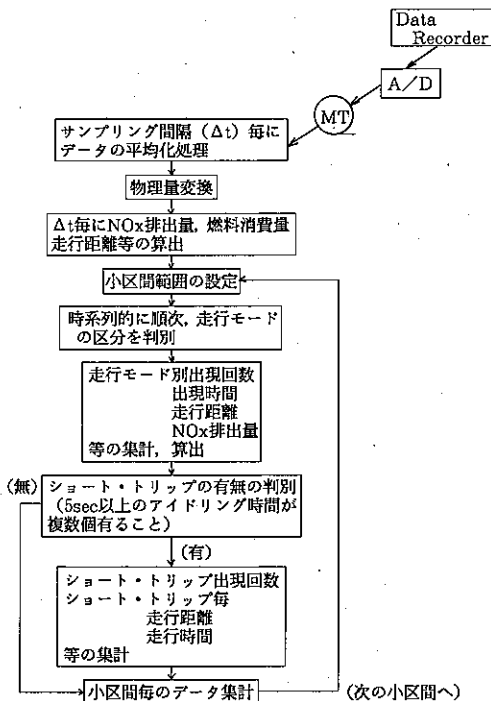 Data
Recorder
A/D
MT
サンプリング間隔（Δt）毎に
データの平均化処理
物理量変換
Δt毎にNOx排出量，燃料消費量
走行距離等の算出
小区間範囲の設定
時系列的に順次，走行モード
の区分を判別
走行モード別出現回数
出現時間
走行距離
NOx排出量
等の集計，算出
（無）
ショート・トリップの有無の判別
（5sec以上のアイドリング時間が
複数個有ること）
（有）
ショート・トリップ出現回数
ショート・トリップ毎
走行距離
走行時間
等の集計
小区間毎のデータ集計
（次の小区間へ）